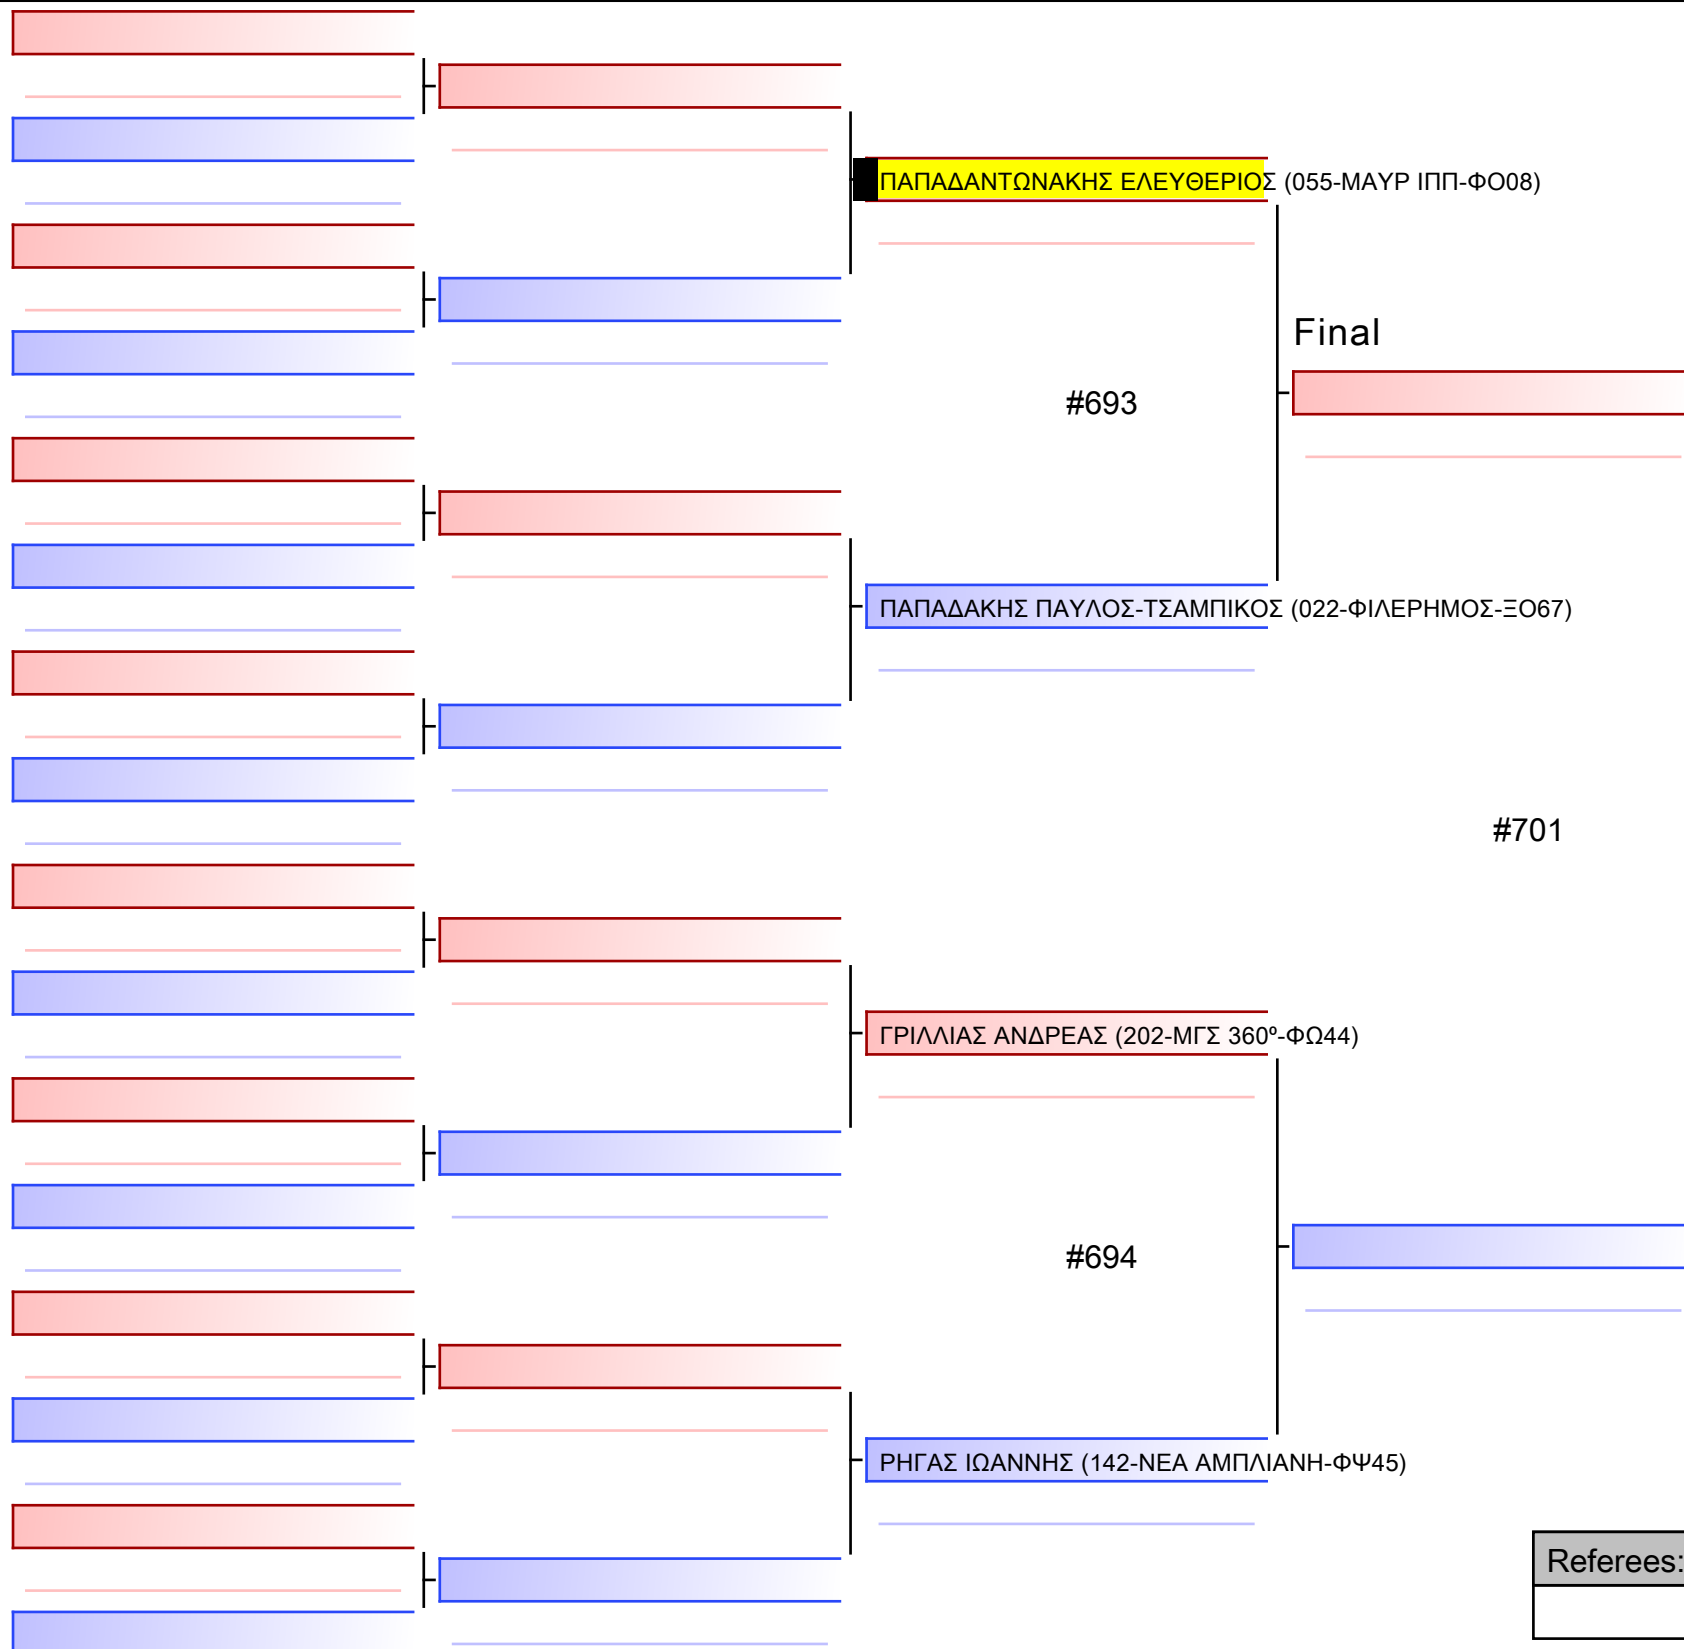 ΠΑΠΑΔΑΝΤΩΝΑΚΗΣ ΕΛΕΥΘΕΡΙΟΣ (055-ΜΑΥΡ ΙΠΠ-ΦΟ08)
Final
#693
ΠΑΠΑΔΑΚΗΣ ΠΑΥΛΟΣ-ΤΣΑΜΠΙΚΟΣ (022-ΦΙΛΕΡΗΜΟΣ-ΞΟ67)
#701
ΓΡΙΛΛΙΑΣ ΑΝΔΡΕΑΣ (202-ΜΓΣ 360º-ΦΩ44)
#694
ΡΗΓΑΣ ΙΩΑΝΝΗΣ (142-ΝΕΑ ΑΜΠΛΙΑΝΗ-ΦΨ45)
Referees: